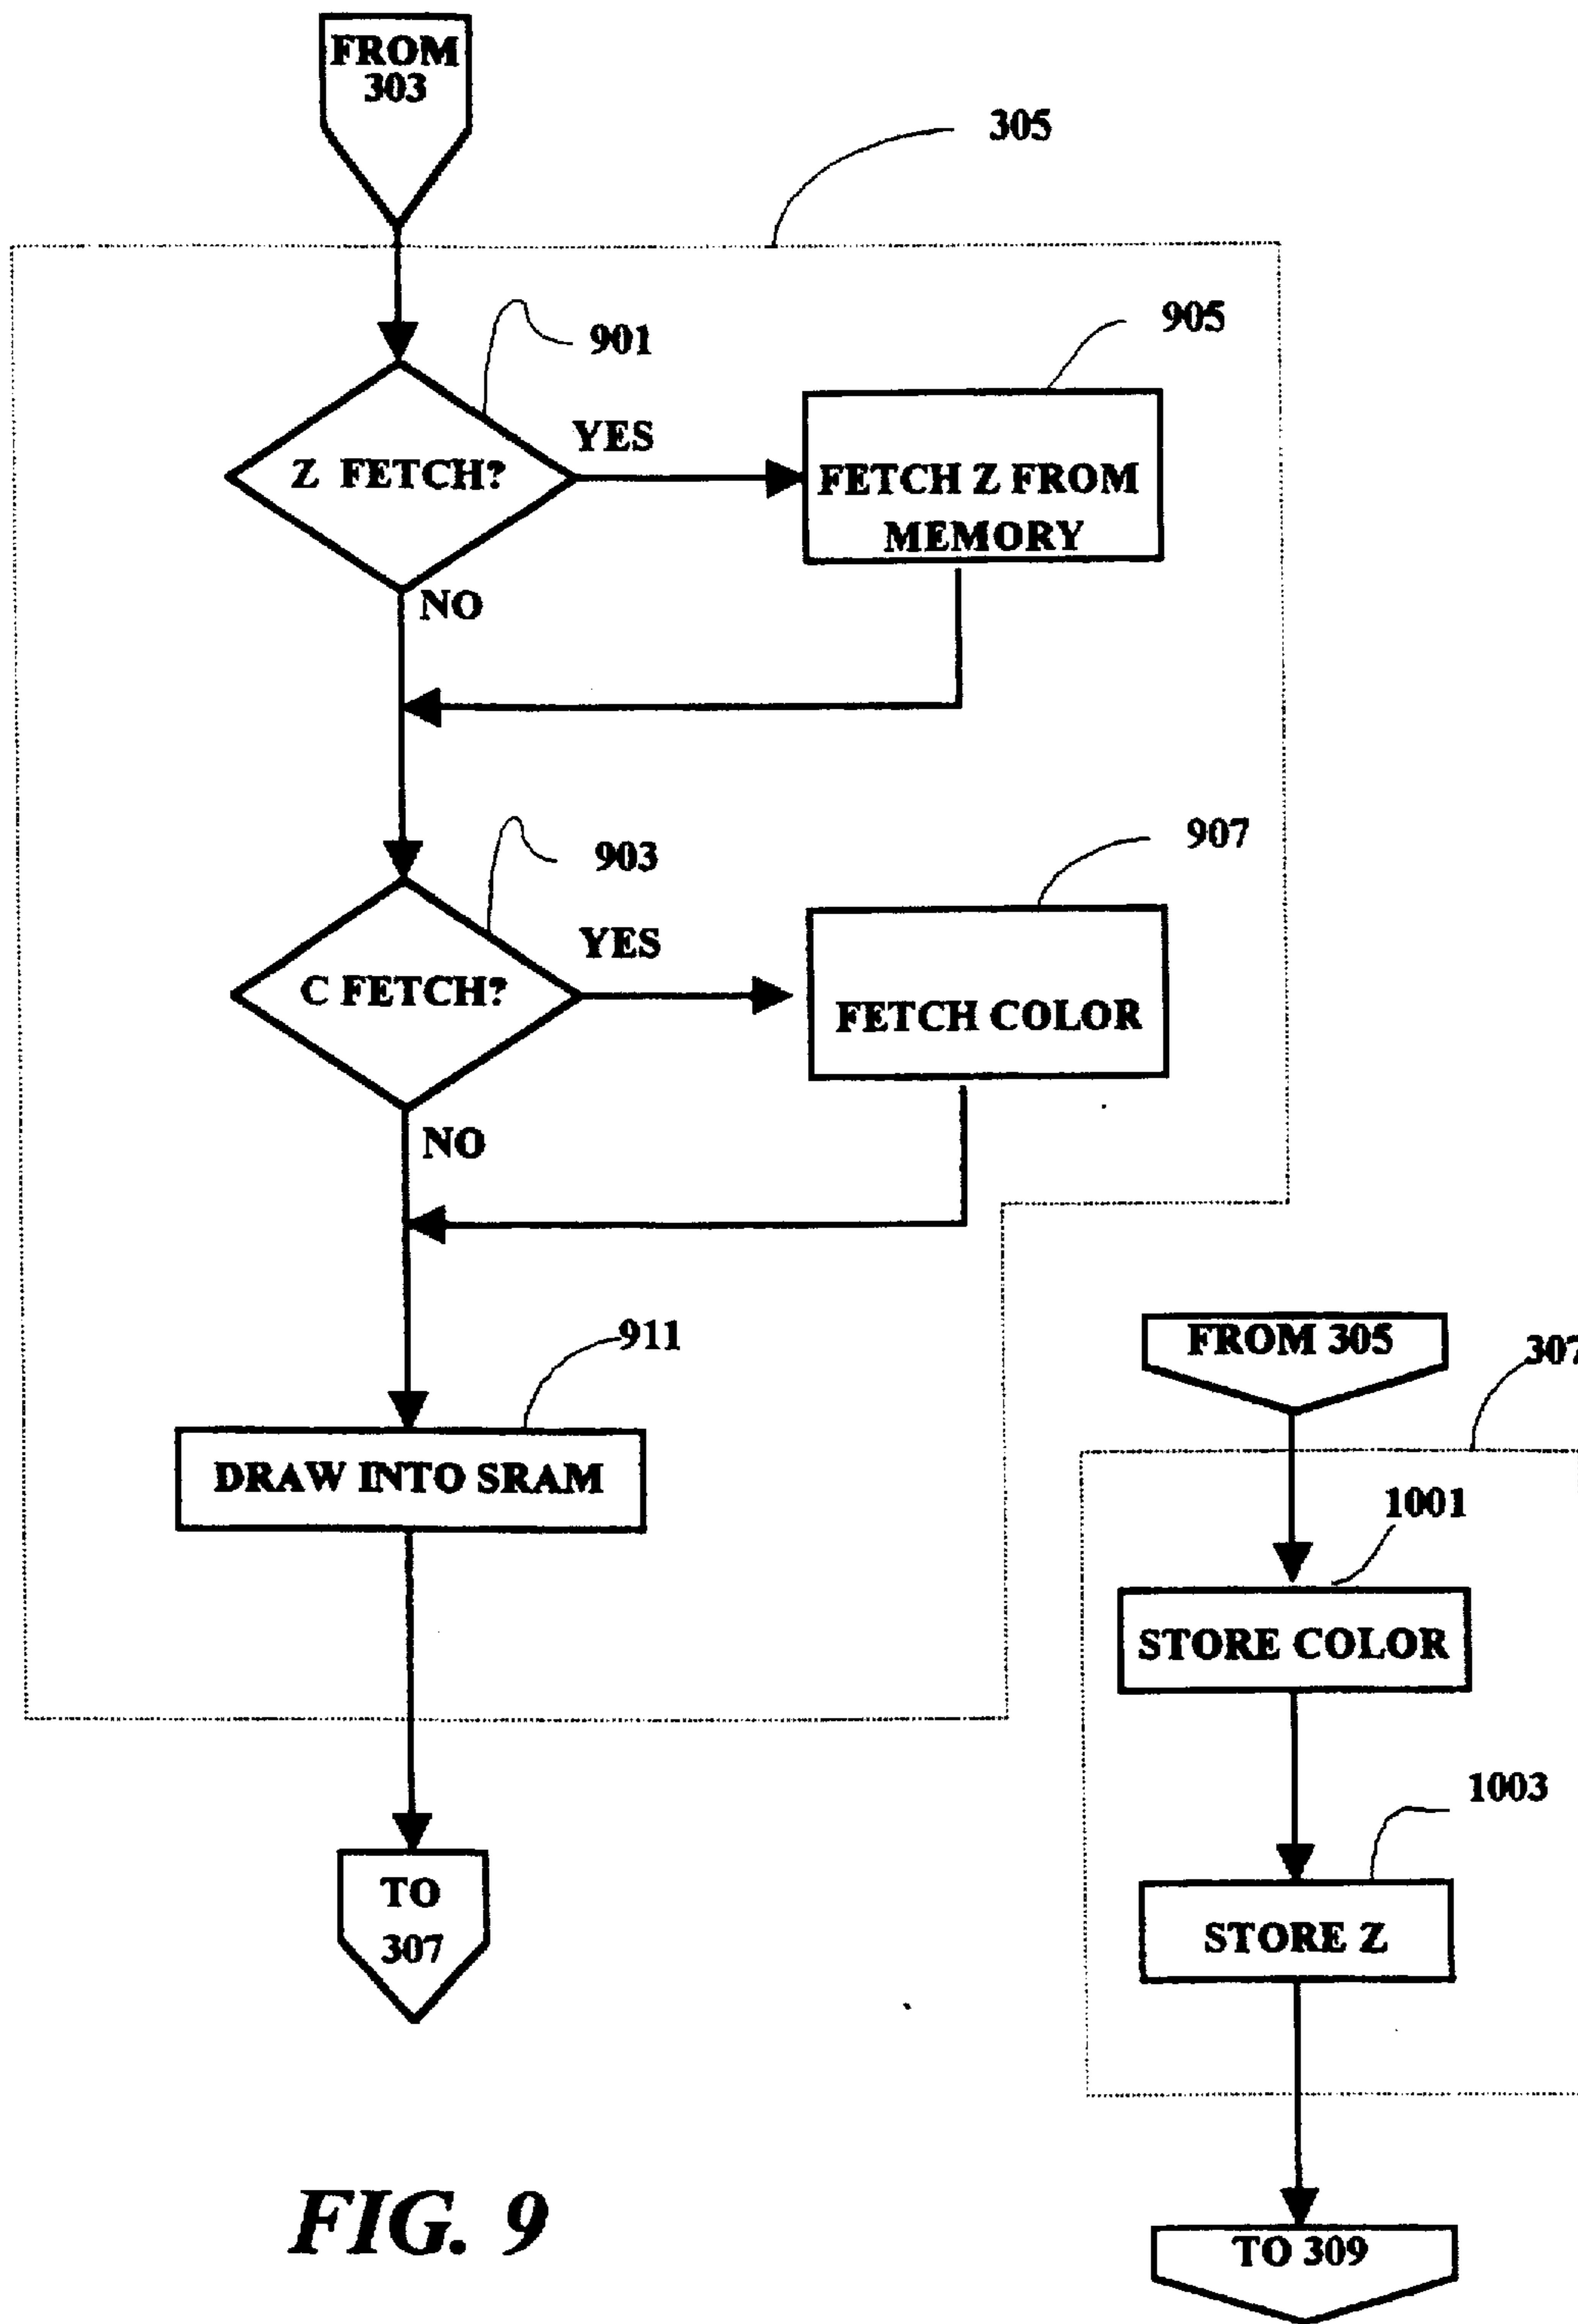 FROM
303
305
901
905
YES
Z FETCH?
FETCH Z FROM
MEMORY
NO
903
907
YES
C FETCH?
FETCH COLOR
NO
911
DRAW INTO SRAM
TO
307
FIG. 9
FROM 305
307
1001
STORE COLOR
1003
STORE Z
TO 309